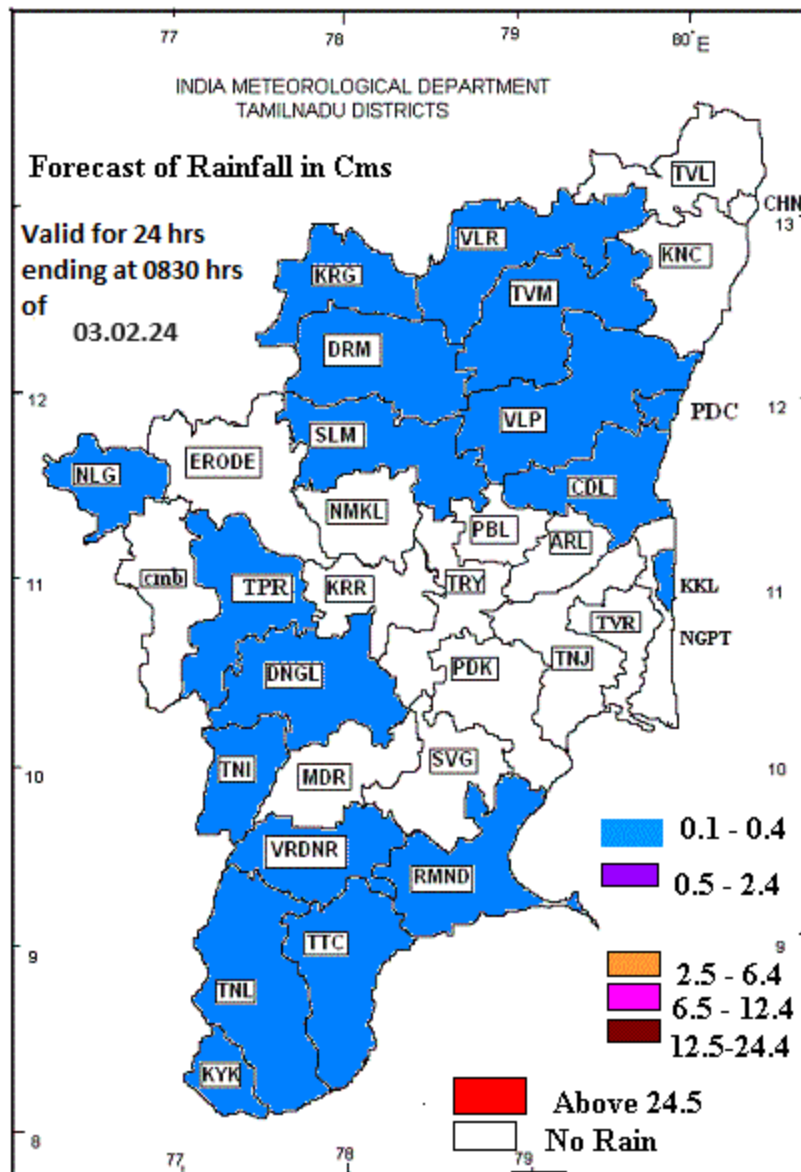 77 78 79 80°E
INDIA METEOROLOGICAL DEPARTMENT
TAMILNADU DISTRICTS
Forecast of Rainfall in Cms
TVL
CHN
13
Valid for 24 hrs
ending at 0830 hrs
of
03.02.24
VLR
KNC
KRG
TVM
DRM
12
12
PDC
VLP
SLM
ERODE
NLG
CDL
NMKL
PBL
ARL
11
cmb
TPR
KRR
TRY
KKL
11
TVR
NGPT
DNGL
PDK
TNJ
10
TNI
MDR
SVG
10
0.1 - 0.4
VRDNR
RMND
0.5 - 2.4
9
TTC
9
2.5 - 6.4
TNL
6.5 - 12.4
12.5-24.4
KYK
Above 24.5
8
No Rain
77 78 79